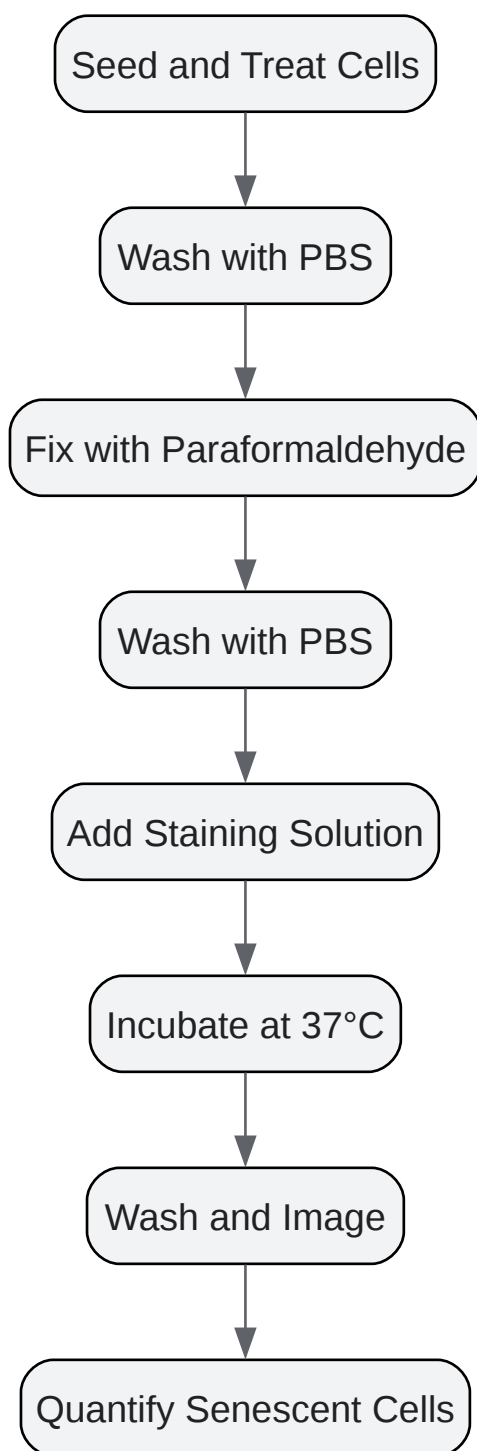 Seed and Treat Cells
Wash with PBS
Fix with Paraformaldehyde
Wash with PBS
Add Staining Solution
Incubate at 37°C
Wash and Image
Quantify Senescent Cells